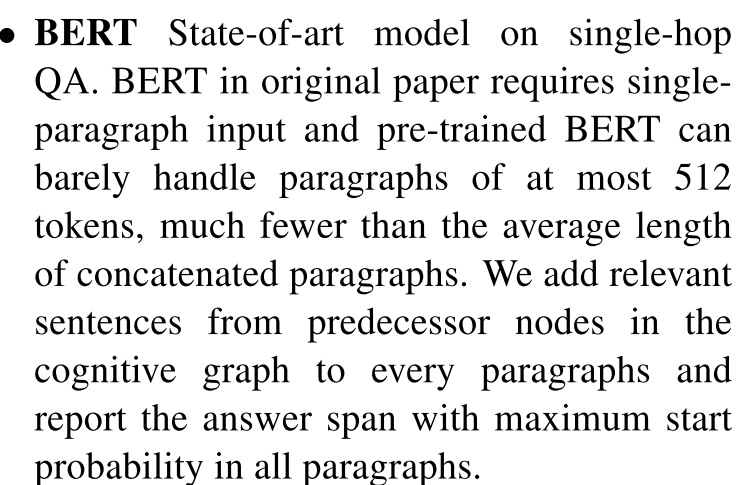 • BERT State-of-art model on single-hop
QA. BERT in original paper requires single-
paragraph input and pre-trained BERT can
barely handle paragraphs of at most 512
tokens, much fewer than the average length
of concatenated paragraphs. We add relevant
sentences from predecessor nodes in the
cognitive graph to every paragraphs and
report the answer span with maximum start
probability in all paragraphs.